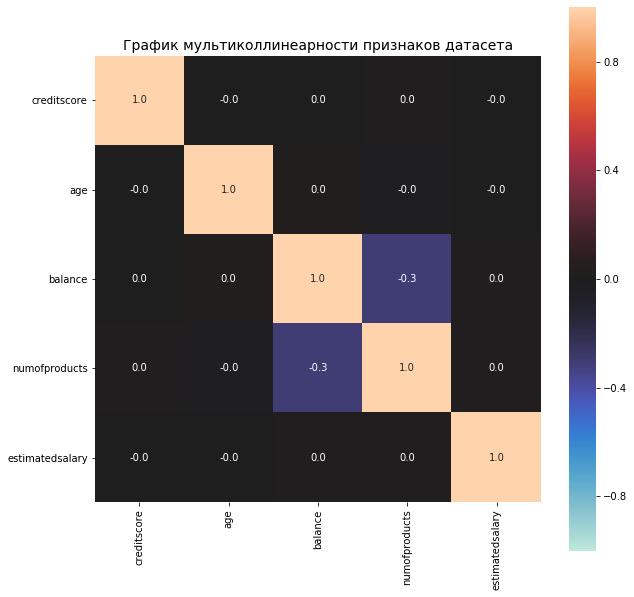 График мультиколлинеарности признаков датасета
creditscore 1.0 -0.0 0.0 0.0 -0.0
age -0.0 1.0 0.0 -0.0 -0.0
balance 0.0 0.0 1.0 -0.3 0.0
numofproducts 0.0 -0.0 -0.3 1.0 0.0
estimatedsalary -0.0 -0.0 0.0 0.0 1.0
creditscore age balance numofproducts estimatedsalary
0.8
0.4
0.0
−0.4
−0.8